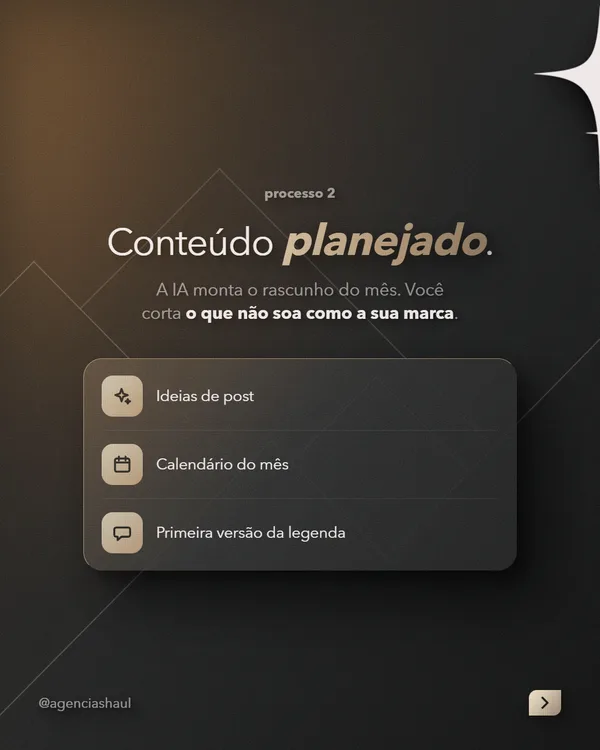 processo 2
Conteúdo planejado.
A IA monta o rascunho do mês. Você
corta o que não soa como a sua marca.
Ideias de post
Calendário do mês
Primeira versão da legenda
@agenciashaul